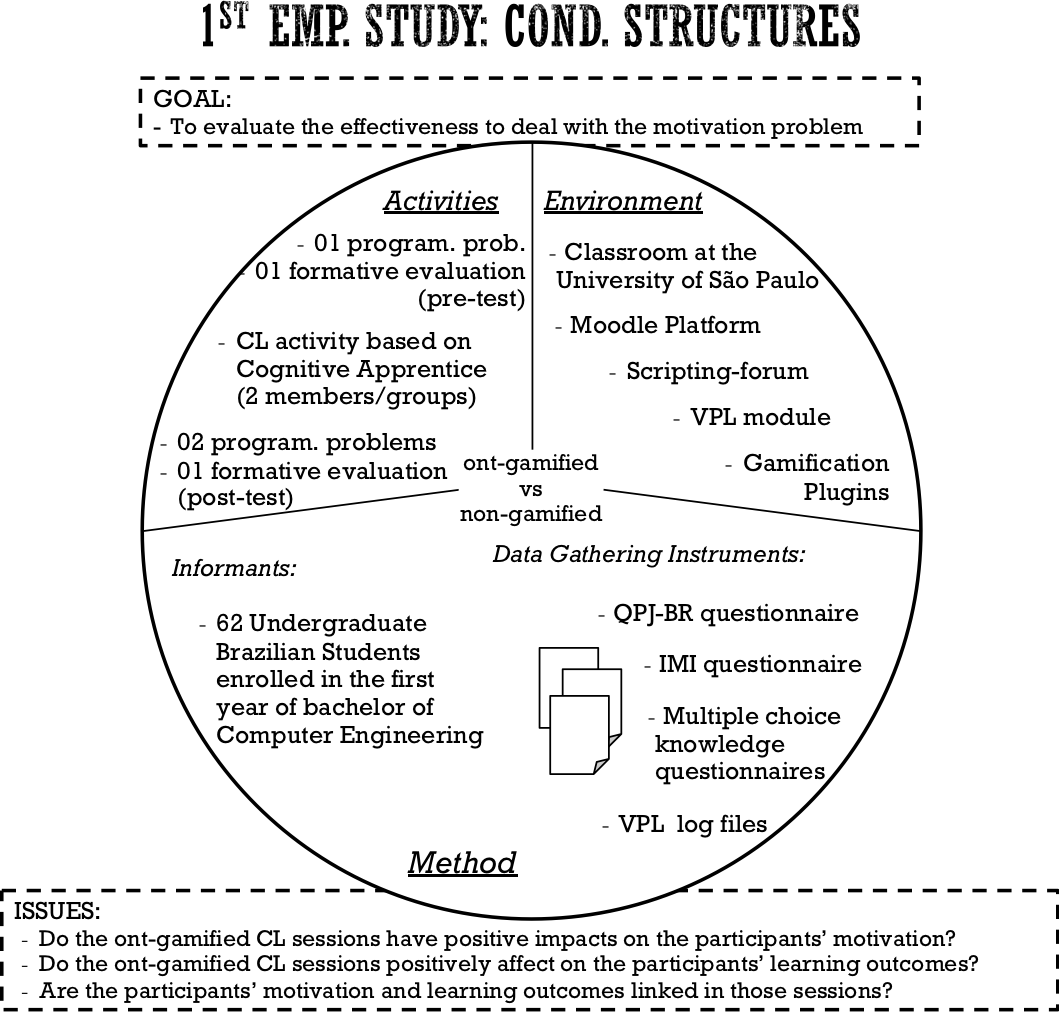 1ST EMP. STUDY: COND. STRUCTURES
GOAL:
- To evaluate the effectiveness to deal with the motivation problem
Activities
- 01 program. prob.
- 01 formative evaluation
(pre-test)
- CL activity based on
Cognitive Apprentice
(2 members/groups)
- 02 program. problems
- 01 formative evaluation
(post-test)
Environment
- Classroom at the
University of São Paulo
- Moodle Platform
- Scripting-forum
- VPL module
- Gamification
Plugins
ont-gamified
vs
non-gamified
Informants:
- 62 Undergraduate
Brazilian Students
enrolled in the first
year of bachelor of
Computer Engineering
Data Gathering Instruments:
- QPJ-BR questionnaire
- IMI questionnaire
- Multiple choice
knowledge
questionnaires
- VPL log files
Method
ISSUES:
- Do the ont-gamified CL sessions have positive impacts on the participants’ motivation?
- Do the ont-gamified CL sessions positively affect on the participants’ learning outcomes?
- Are the participants’ motivation and learning outcomes linked in those sessions?